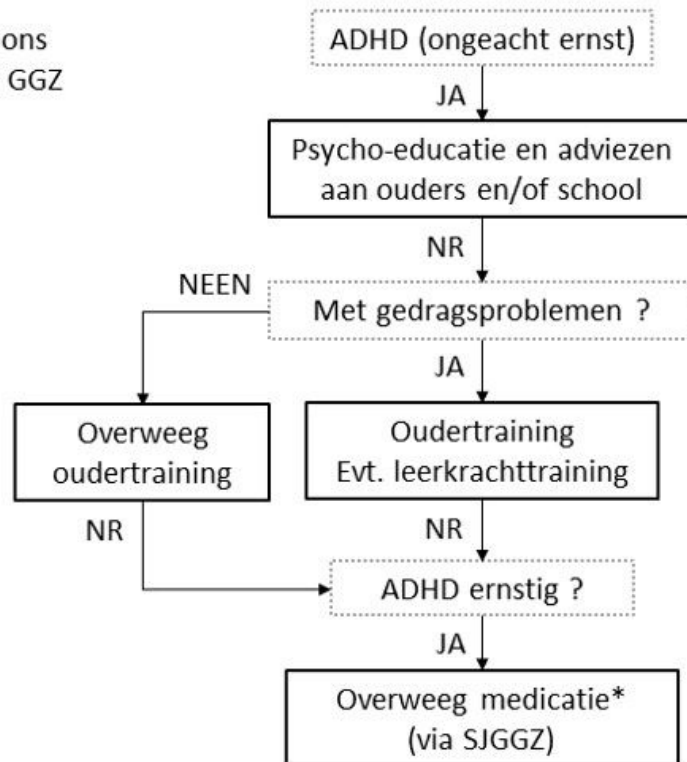 ons
GGZ
ADHD (ongeacht ernst)
JA
Psycho-educatie en adviezen
aan ouders en/of school
NR
NEEN
Met gedragsproblemen ?
JA
Overweeg
oudertraining
Oudertraining
Evt. leerkrachttraining
NR
NR
ADHD ernstig ?
JA
Overweeg medicatie*
(via SJGGZ)